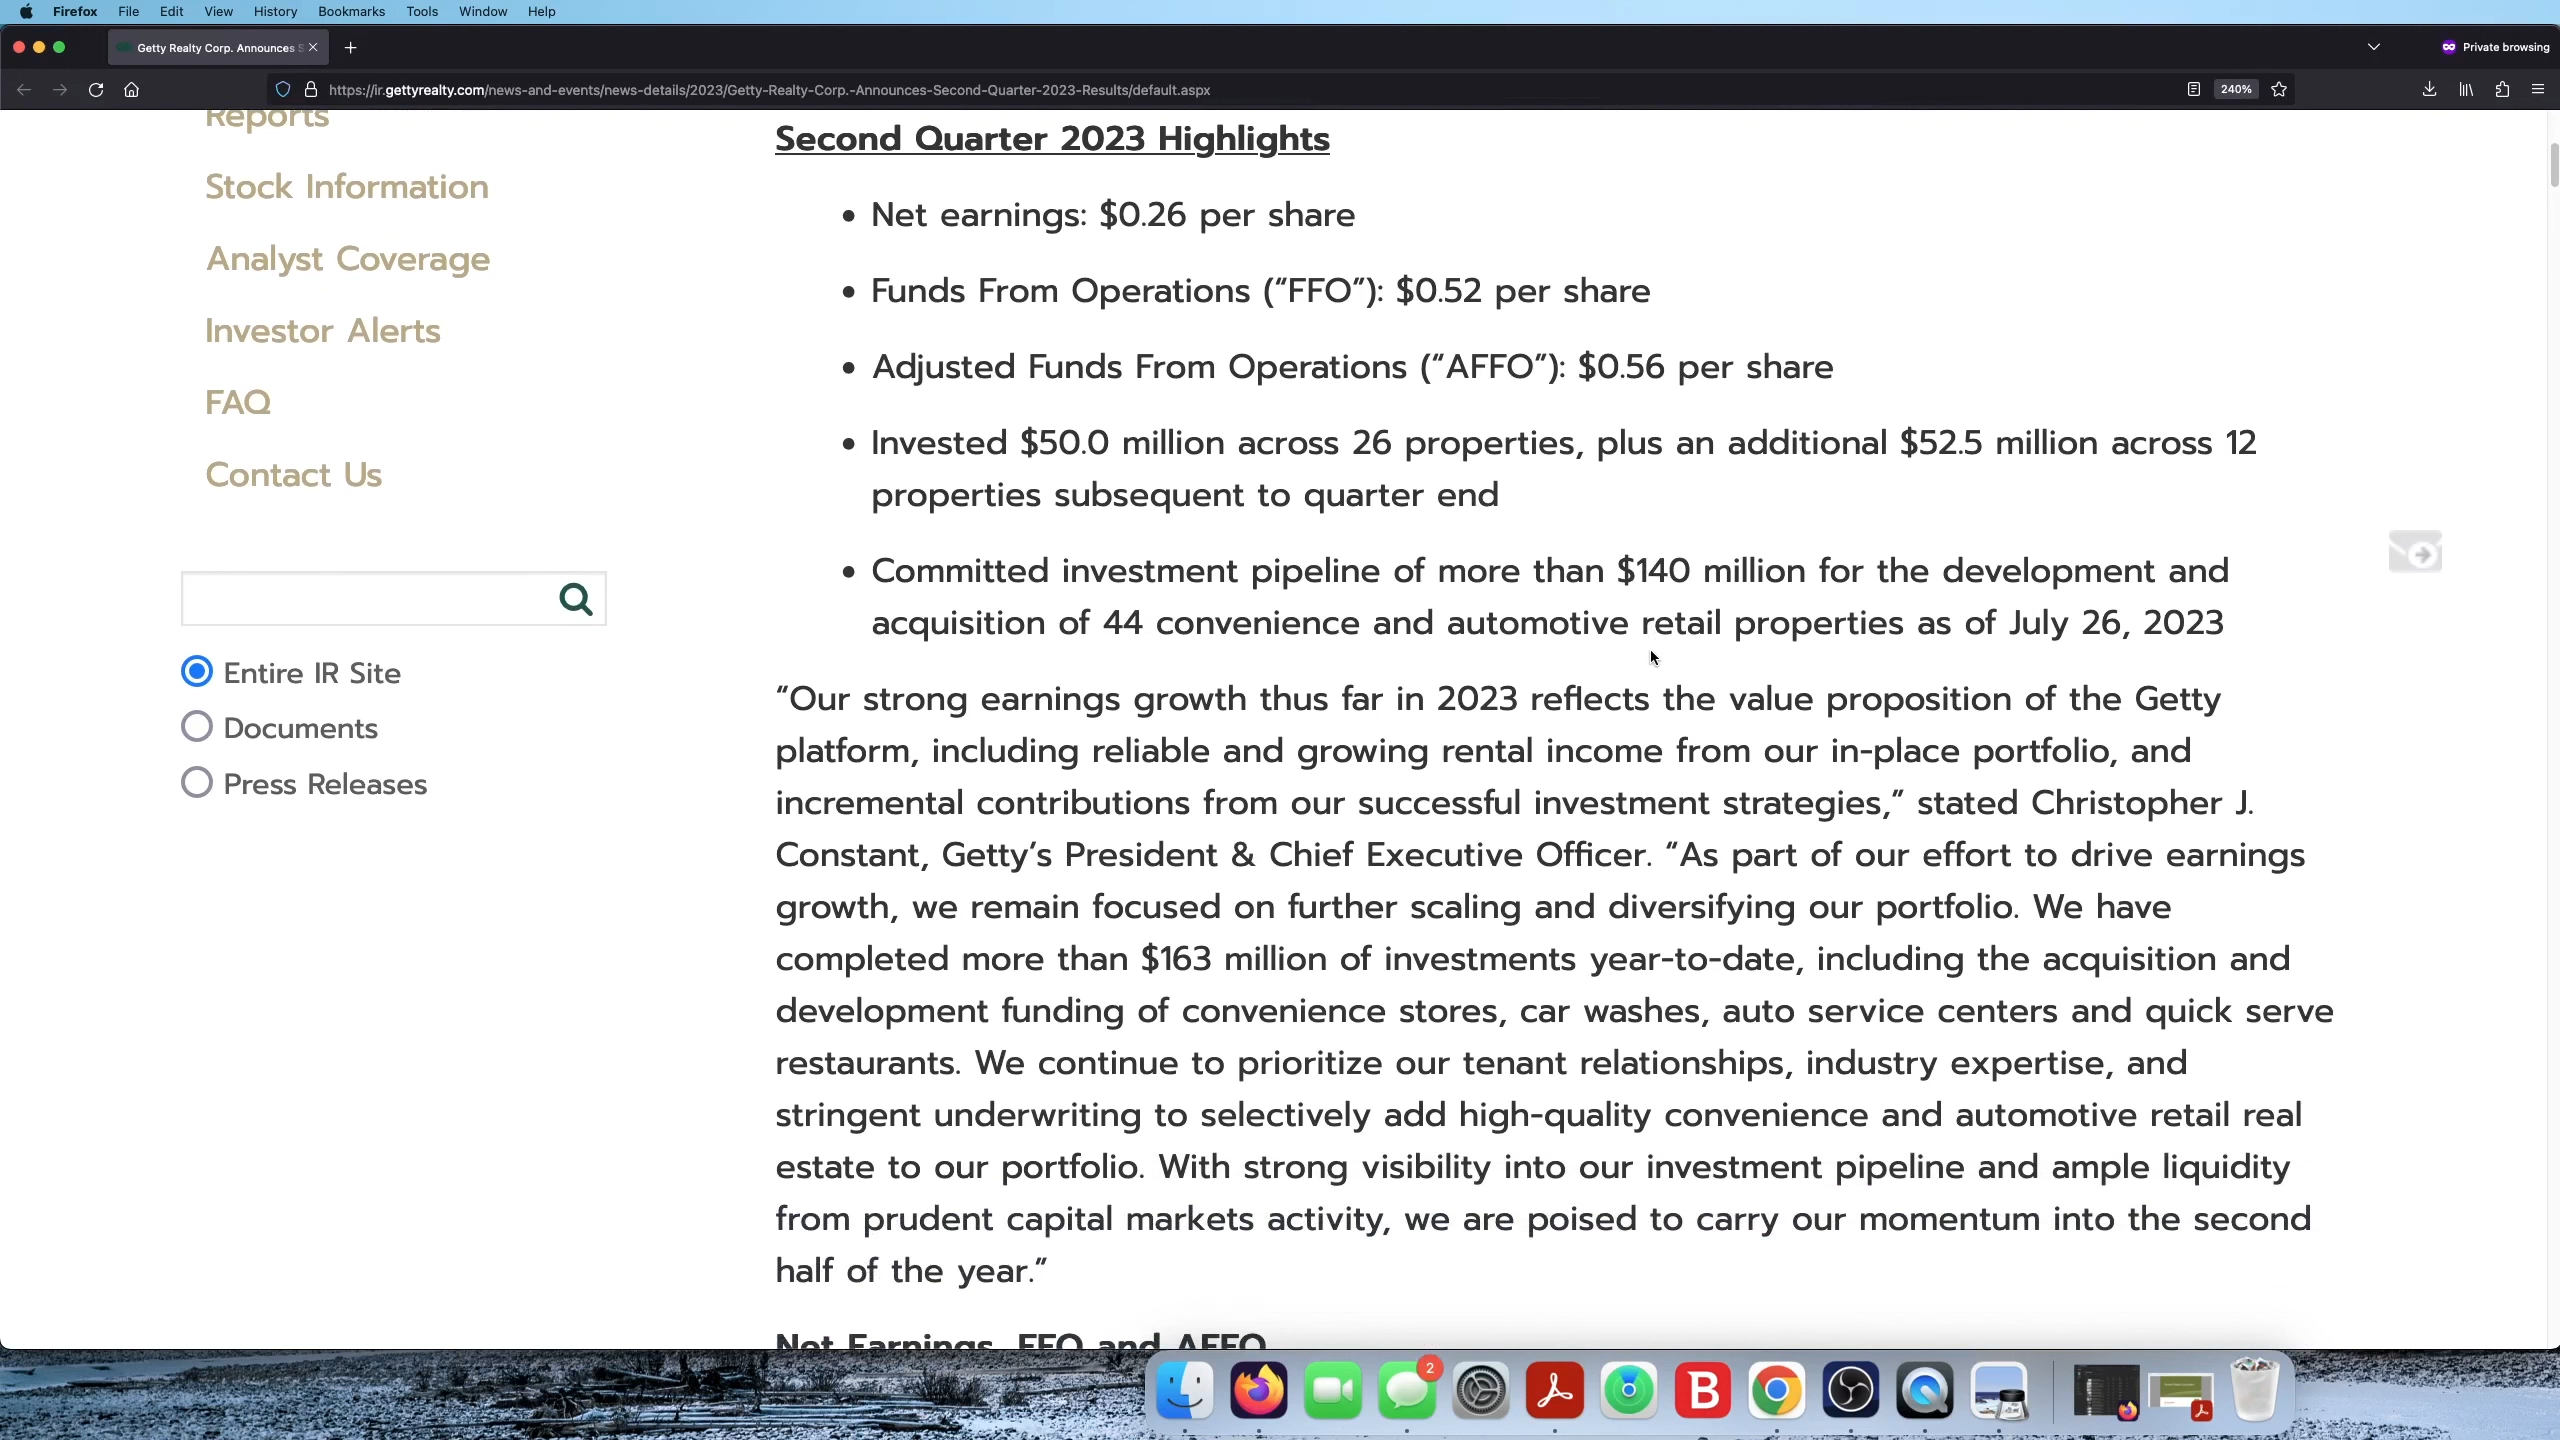 Firefox File Edit View History Bookmarks Tools Window Help
Getty Realty Corp. Announces S
Private browsing
https://ir.gettyrealty.com/news-and-events/news-details/2023/Getty-Realty-Corp.-Announces-Second-Quarter-2023-Results/default.aspx
240%
Reports
Stock Information
Analyst Coverage
Investor Alerts
FAQ
Contact Us
Entire IR Site
Documents
Press Releases
Second Quarter 2023 Highlights
• Net earnings: $0.26 per share
• Funds From Operations (“FFO”): $0.52 per share
• Adjusted Funds From Operations (“AFFO”): $0.56 per share
• Invested $50.0 million across 26 properties, plus an additional $52.5 million across 12
properties subsequent to quarter end
• Committed investment pipeline of more than $140 million for the development and
acquisition of 44 convenience and automotive retail properties as of July 26, 2023
“Our strong earnings growth thus far in 2023 reflects the value proposition of the Getty
platform, including reliable and growing rental income from our in-place portfolio, and
incremental contributions from our successful investment strategies,” stated Christopher J.
Constant, Getty’s President & Chief Executive Officer. “As part of our effort to drive earnings
growth, we remain focused on further scaling and diversifying our portfolio. We have
completed more than $163 million of investments year-to-date, including the acquisition and
development funding of convenience stores, car washes, auto service centers and quick serve
restaurants. We continue to prioritize our tenant relationships, industry expertise, and
stringent underwriting to selectively add high-quality convenience and automotive retail real
estate to our portfolio. With strong visibility into our investment pipeline and ample liquidity
from prudent capital markets activity, we are poised to carry our momentum into the second
half of the year.”
Net Earnings, FFO and AFFO
2
B